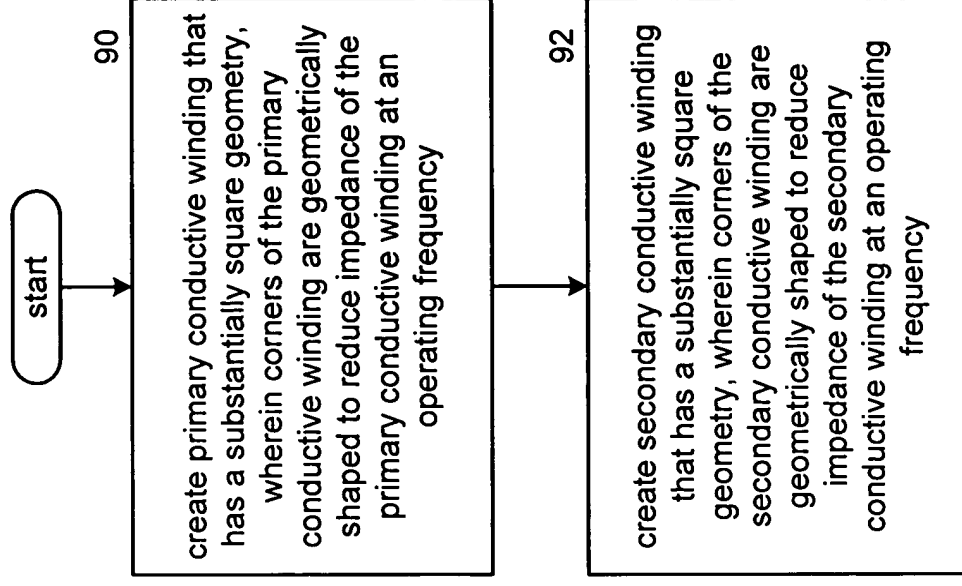 start
90
create primary conductive winding that
has a substantially square geometry,
wherein corners of the primary
conductive winding are geometrically
shaped to reduce impedance of the
primary conductive winding at an
operating frequency
92
create secondary conductive winding
that has a substantially square
geometry, wherein corners of the
secondary conductive winding are
geometrically shaped to reduce
impedance of the secondary
conductive winding at an operating
frequency